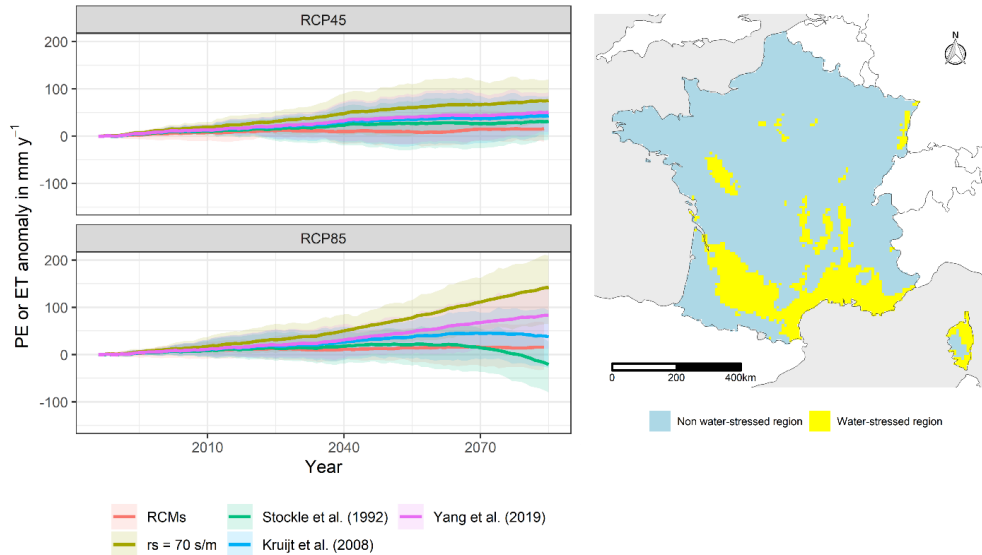 RCP45
200
100
0
-100
RCP85
200
100
0
-100
PE or ET anomaly in mm y⁻¹
2010 2040 2070
Year
RCMs Stockle et al. (1992) Yang et al. (2019)
rs = 70 s/m Kruijt et al. (2008)
N
0 200 400km
Non water-stressed region Water-stressed region